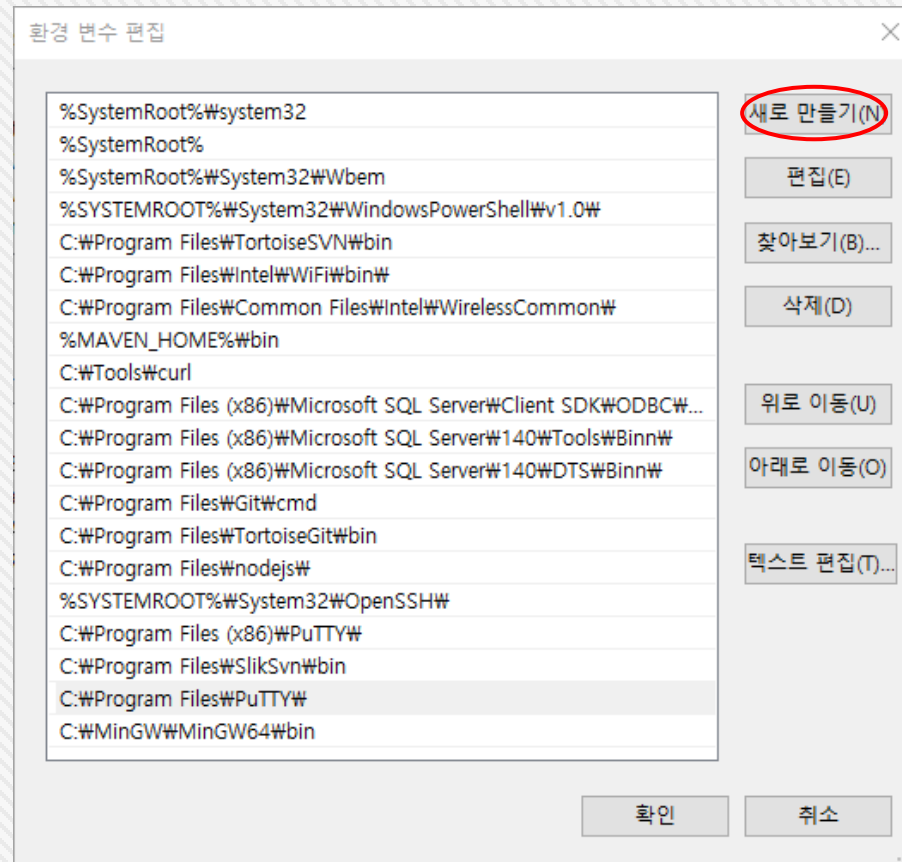 환경 변수 편집
%SystemRoot%₩system32
%SystemRoot%
%SystemRoot%₩System32₩Wbem
%SYSTEMROOT%₩System32₩WindowsPowerShell₩v1.0₩
C:₩Program Files₩TortoiseSVN₩bin
C:₩Program Files₩Intel₩WiFi₩bin₩
C:₩Program Files₩Common Files₩Intel₩WirelessCommon₩
%MAVEN_HOME%₩bin
C:₩Tools₩curl
C:₩Program Files (x86)₩Microsoft SQL Server₩Client SDK₩ODBC₩...
C:₩Program Files (x86)₩Microsoft SQL Server₩140₩Tools₩Binn₩
C:₩Program Files (x86)₩Microsoft SQL Server₩140₩DTS₩Binn₩
C:₩Program Files₩Git₩cmd
C:₩Program Files₩TortoiseGit₩bin
C:₩Program Files₩nodejs₩
%SYSTEMROOT%₩System32₩OpenSSH₩
C:₩Program Files (x86)₩PuTTY₩
C:₩Program Files₩SlikSvn₩bin
C:₩Program Files₩PuTTY₩
C:₩MinGW₩MinGW64₩bin
새로 만들기(N)
편집(E)
찾아보기(B)...
삭제(D)
위로 이동(U)
아래로 이동(O)
텍스트 편집(T)...
확인
취소